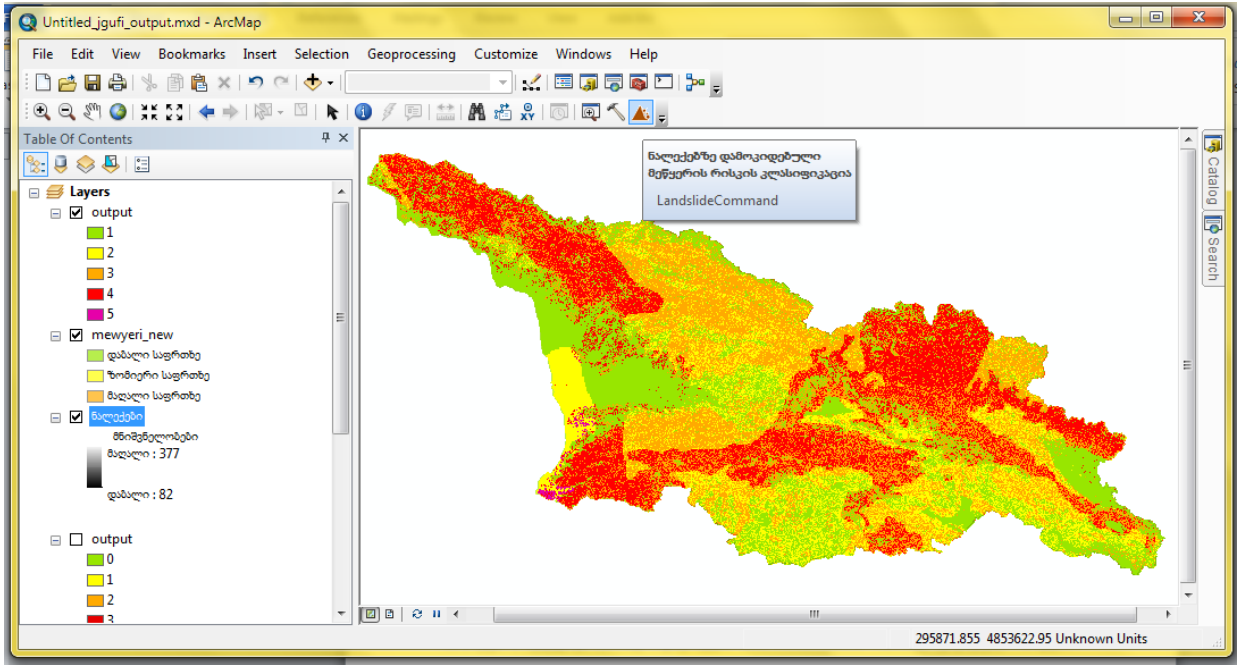 Untitled_jgufi_output.mxd - ArcMap
File Edit View Bookmarks Insert Selection Geoprocessing Customize Windows Help
Table Of Contents
Layers
output
1
2
3
4
5
mewyeri_new
დაბალი საფრთხე
ზომიერი საფრთხე
მაღალი საფრთხე
ნალექები
მნიშვნელობები
მაღალი : 377
დაბალი : 82
output
0
1
2
3
ნალექებზე დამოკიდებული
მეწყერის რისკის კლასიფიკაცია
LandslideCommand
Catalog
Search
295871.855 4853622.95 Unknown Units